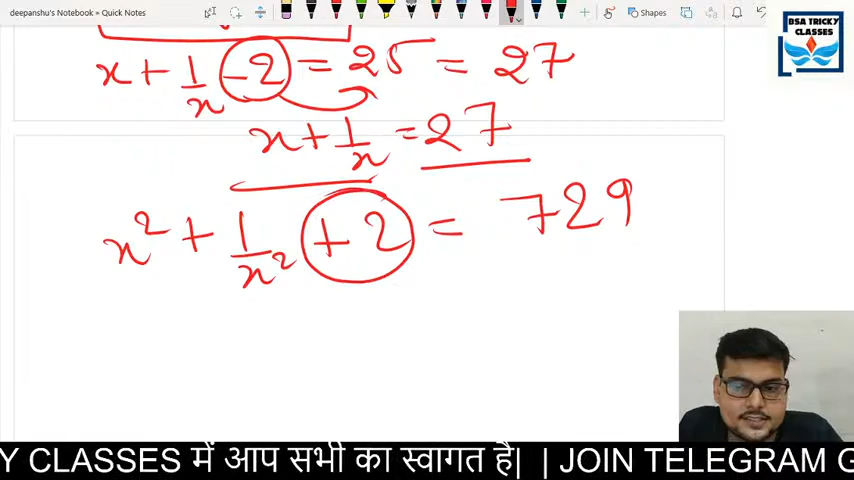 deepanshu's Notebook » Quick Notes
Shapes
BSA TRICKY
CLASSES
x + 1/x - 2 = 25 = 27
x + 1/x = 27
x² + 1/x² + 2 = 729
Y CLASSES में आप सभी का स्वागत है| | JOIN TELEGRAM G